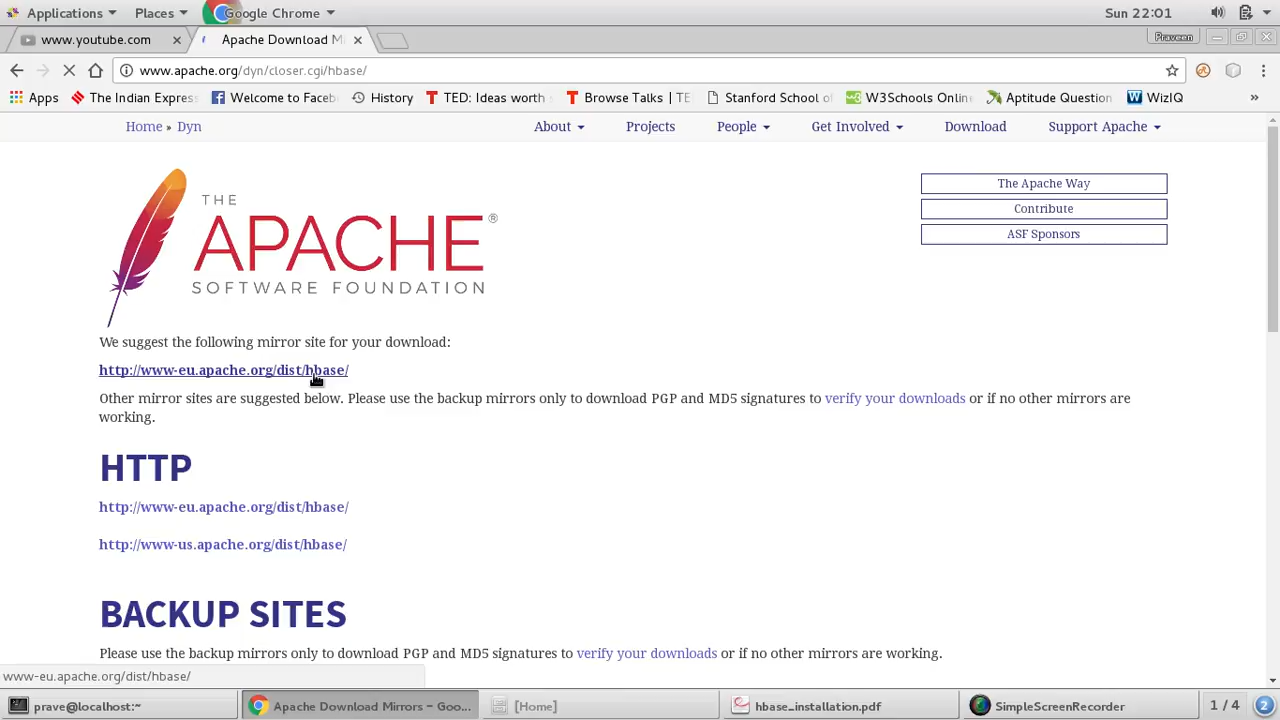 Applications Places Google Chrome Sun 22:01
www.youtube.com Apache Download Mi Praveen
www.apache.org/dyn/closer.cgi/hbase/
Apps The Indian Expres Welcome to Faceb History TED: Ideas worth Browse Talks | TE Stanford School of W3Schools Onlin Aptitude Question WizIQ »
Home » Dyn About Projects People Get Involved Download Support Apache
THE
APACHE®
SOFTWARE FOUNDATION
The Apache Way
Contribute
ASF Sponsors
We suggest the following mirror site for your download:
http://www-eu.apache.org/dist/hbase/
Other mirror sites are suggested below. Please use the backup mirrors only to download PGP and MD5 signatures to verify your downloads or if no other mirrors are
working.
HTTP
http://www-eu.apache.org/dist/hbase/
http://www-us.apache.org/dist/hbase/
BACKUP SITES
Please use the backup mirrors only to download PGP and MD5 signatures to verify your downloads or if no other mirrors are working.
www-eu.apache.org/dist/hbase/
prave@localhost:~ Apache Download Mirrors – Goo... [Home] hbase_installation.pdf SimpleScreenRecorder 1 / 4 2